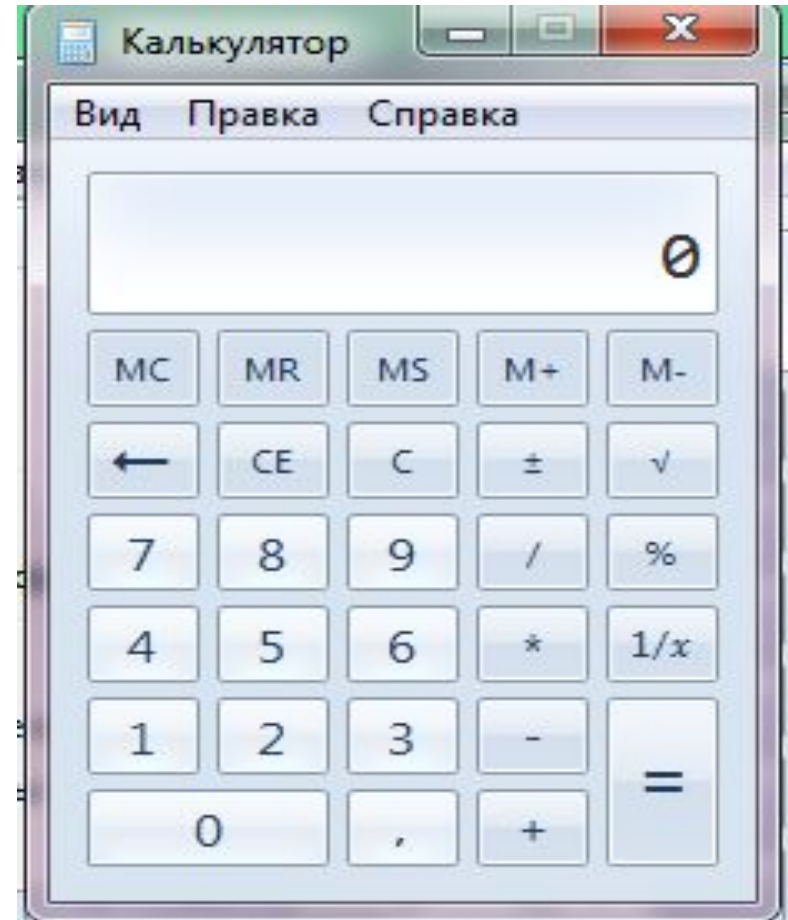 Калькулятор
Вид Правка Справка
0
MC MR MS M+ M-
← CE C ± √
7 8 9 / %
4 5 6 * 1/x
1 2 3 - =
0 , +